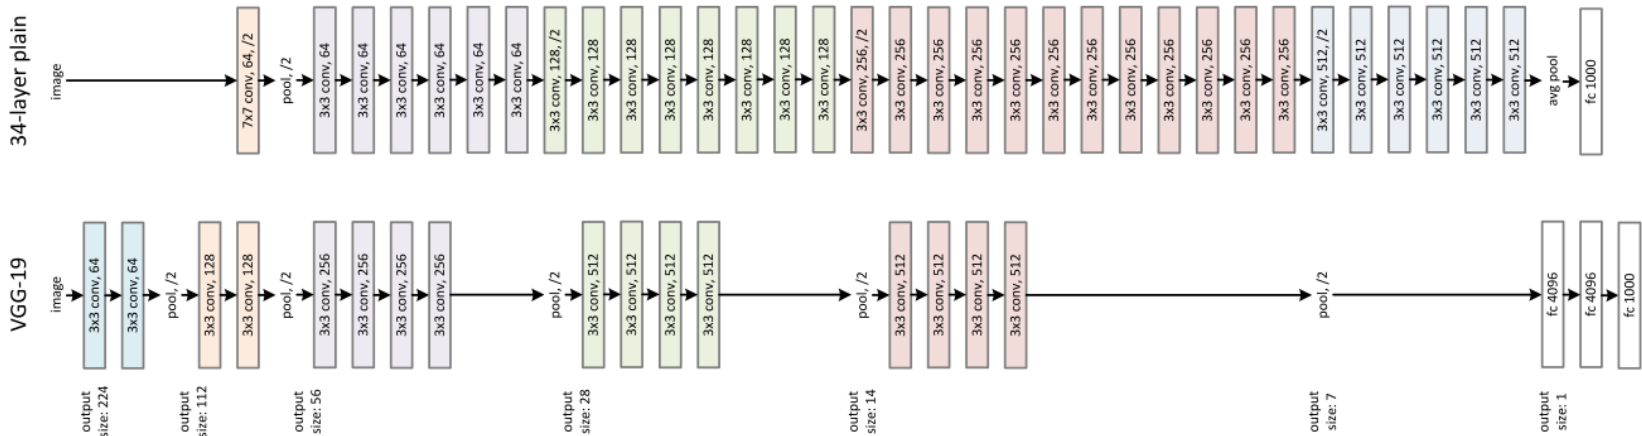 34-layer plain
image
7x7 conv, 64, /2
pool, /2
3x3 conv, 64
3x3 conv, 64
3x3 conv, 64
3x3 conv, 64
3x3 conv, 64
3x3 conv, 64
3x3 conv, 128, /2
3x3 conv, 128
3x3 conv, 128
3x3 conv, 128
3x3 conv, 128
3x3 conv, 128
3x3 conv, 128
3x3 conv, 128
3x3 conv, 256, /2
3x3 conv, 256
3x3 conv, 256
3x3 conv, 256
3x3 conv, 256
3x3 conv, 256
3x3 conv, 256
3x3 conv, 256
3x3 conv, 256
3x3 conv, 256
3x3 conv, 256
3x3 conv, 256
3x3 conv, 512, /2
3x3 conv, 512
3x3 conv, 512
3x3 conv, 512
3x3 conv, 512
3x3 conv, 512
avg pool
fc 1000
VGG-19
image
3x3 conv, 64
3x3 conv, 64
pool, /2
3x3 conv, 128
3x3 conv, 128
pool, /2
3x3 conv, 256
3x3 conv, 256
3x3 conv, 256
3x3 conv, 256
pool, /2
3x3 conv, 512
3x3 conv, 512
3x3 conv, 512
3x3 conv, 512
pool, /2
3x3 conv, 512
3x3 conv, 512
3x3 conv, 512
3x3 conv, 512
pool, /2
fc 4096
fc 4096
fc 1000
output
size: 224
output
size: 112
output
size: 56
output
size: 28
output
size: 14
output
size: 7
output
size: 1